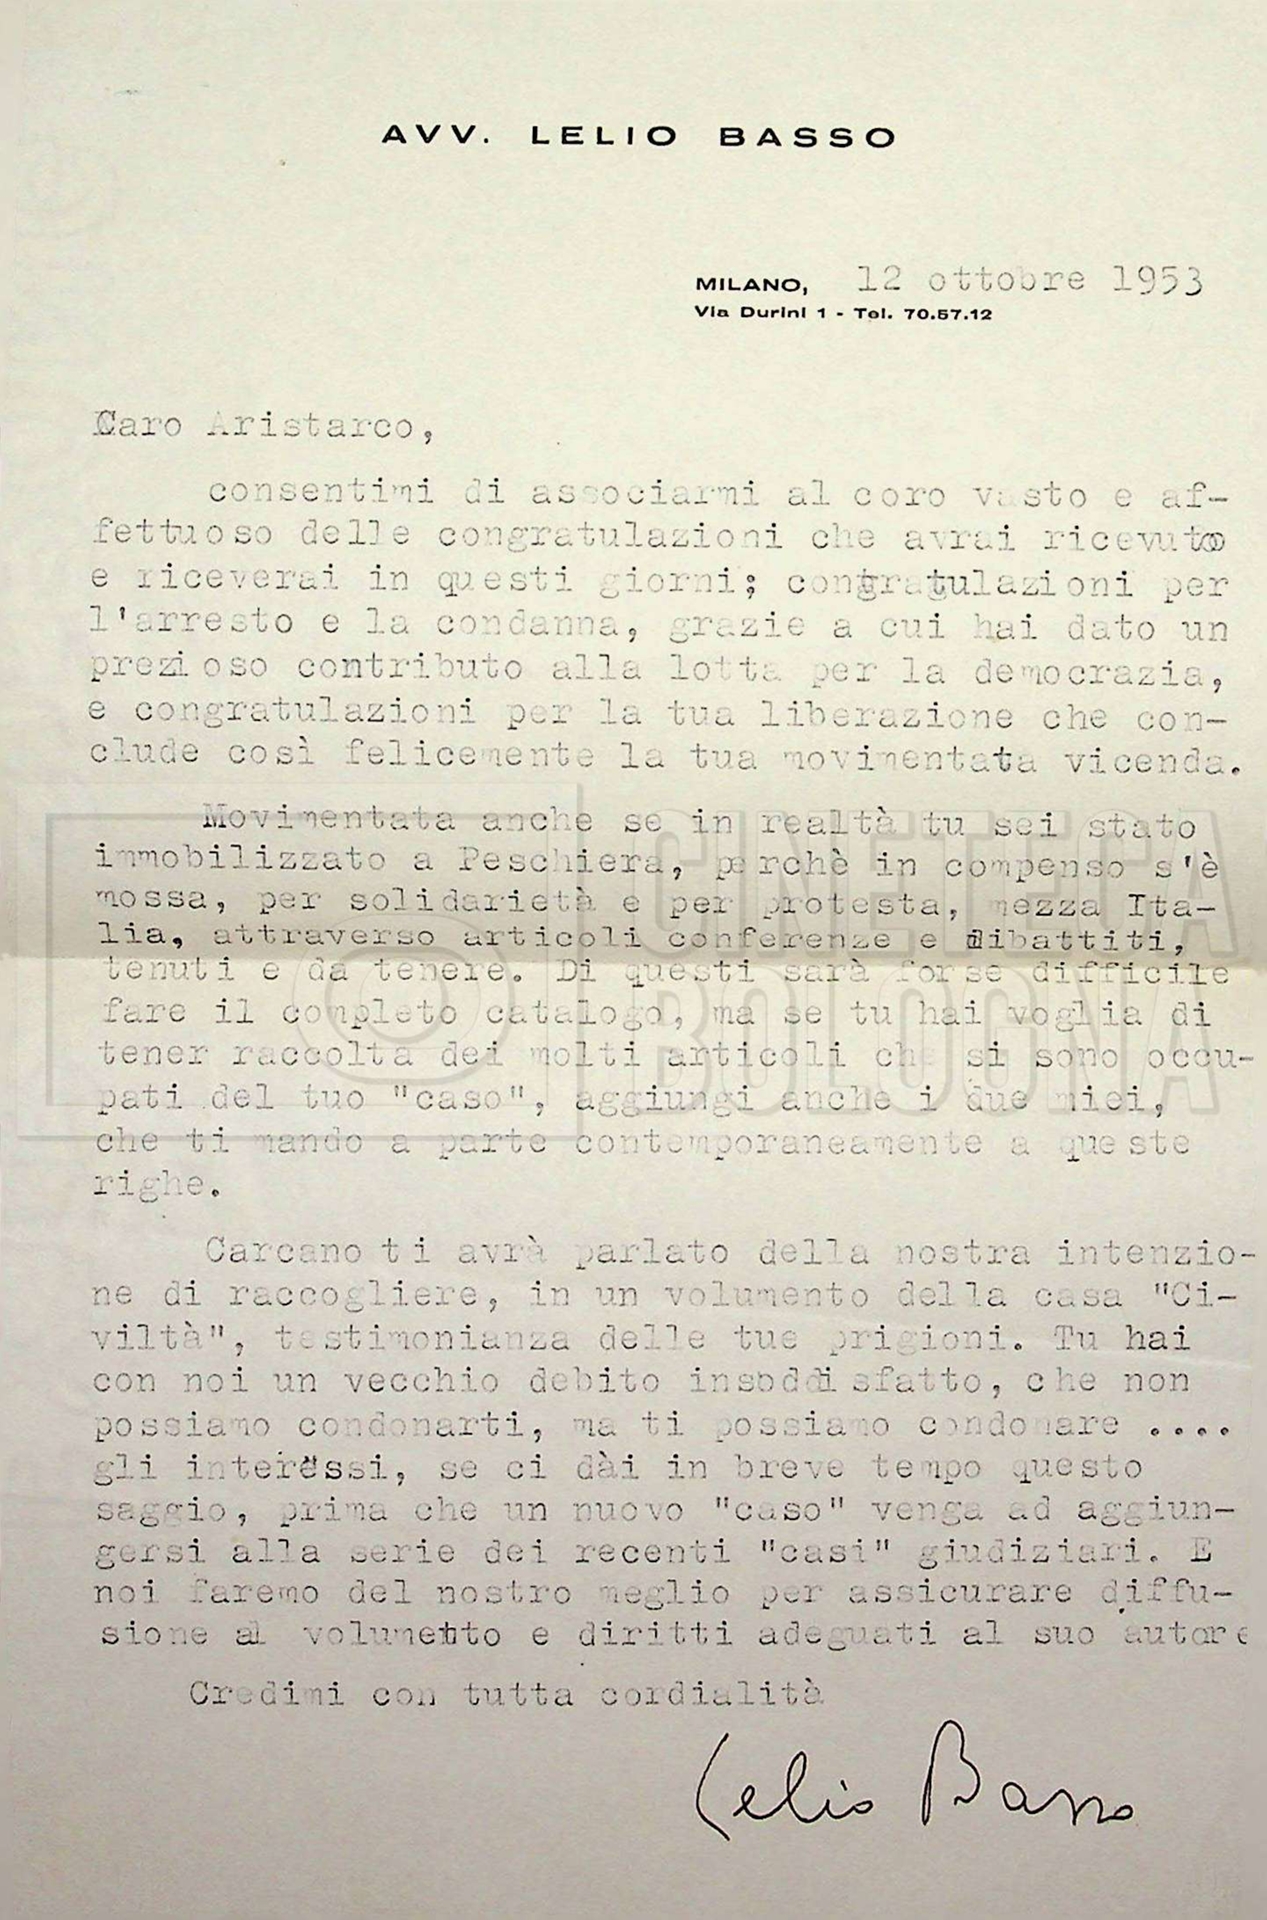 AVV. LELIO BASSO
MILANO, 12 ottobre 1953
Via Durini 1 - Tel. 70.57.12
Caro Aristarco,
consentimi di associarmi al coro vasto e af-
fettuoso delle congratulazioni che avrai ricevuto
e riceverai in questi giorni; congratulazioni per
l'arresto e la condanna, grazie a cui hai dato un
prezioso contributo alla lotta per la democrazia,
e congratulazioni per la tua liberazione che con-
clude così felicemente la tua movimentata vicenda.
Movimentata anche se in realtà tu sei stato
immobilizzato a Peschiera, perchè in compenso s'è
mossa, per solidarietà e per protesta, mezza Ita-
lia, attraverso articoli conferenze e dibattiti,
tenuti e da tenere. Di questi sarà forse difficile
fare il completo catalogo, ma se tu hai voglia di
tener raccolta dei molti articoli che si sono occu-
pati del tuo "caso", aggiungi anche i due miei,
che ti mando a parte contemporaneamente a queste
righe.
Carcano ti avrà parlato della nostra intenzio-
ne di raccogliere, in un volumento della casa "Ci-
viltà", testimonianza delle tue prigioni. Tu hai
con noi un vecchio debito insoddisfatto, che non
possiamo condonarti, ma ti possiamo condonare ....
gli interessi, se ci dài in breve tempo questo
saggio, prima che un nuovo "caso" venga ad aggiun-
gersi alla serie dei recenti "casi" giudiziari. E
noi faremo del nostro meglio per assicurare diffu-
sione al volumetto e diritti adeguati al suo autore
Credimi con tutta cordialità
Lelio Basso
CINETECA
BOLOGNA